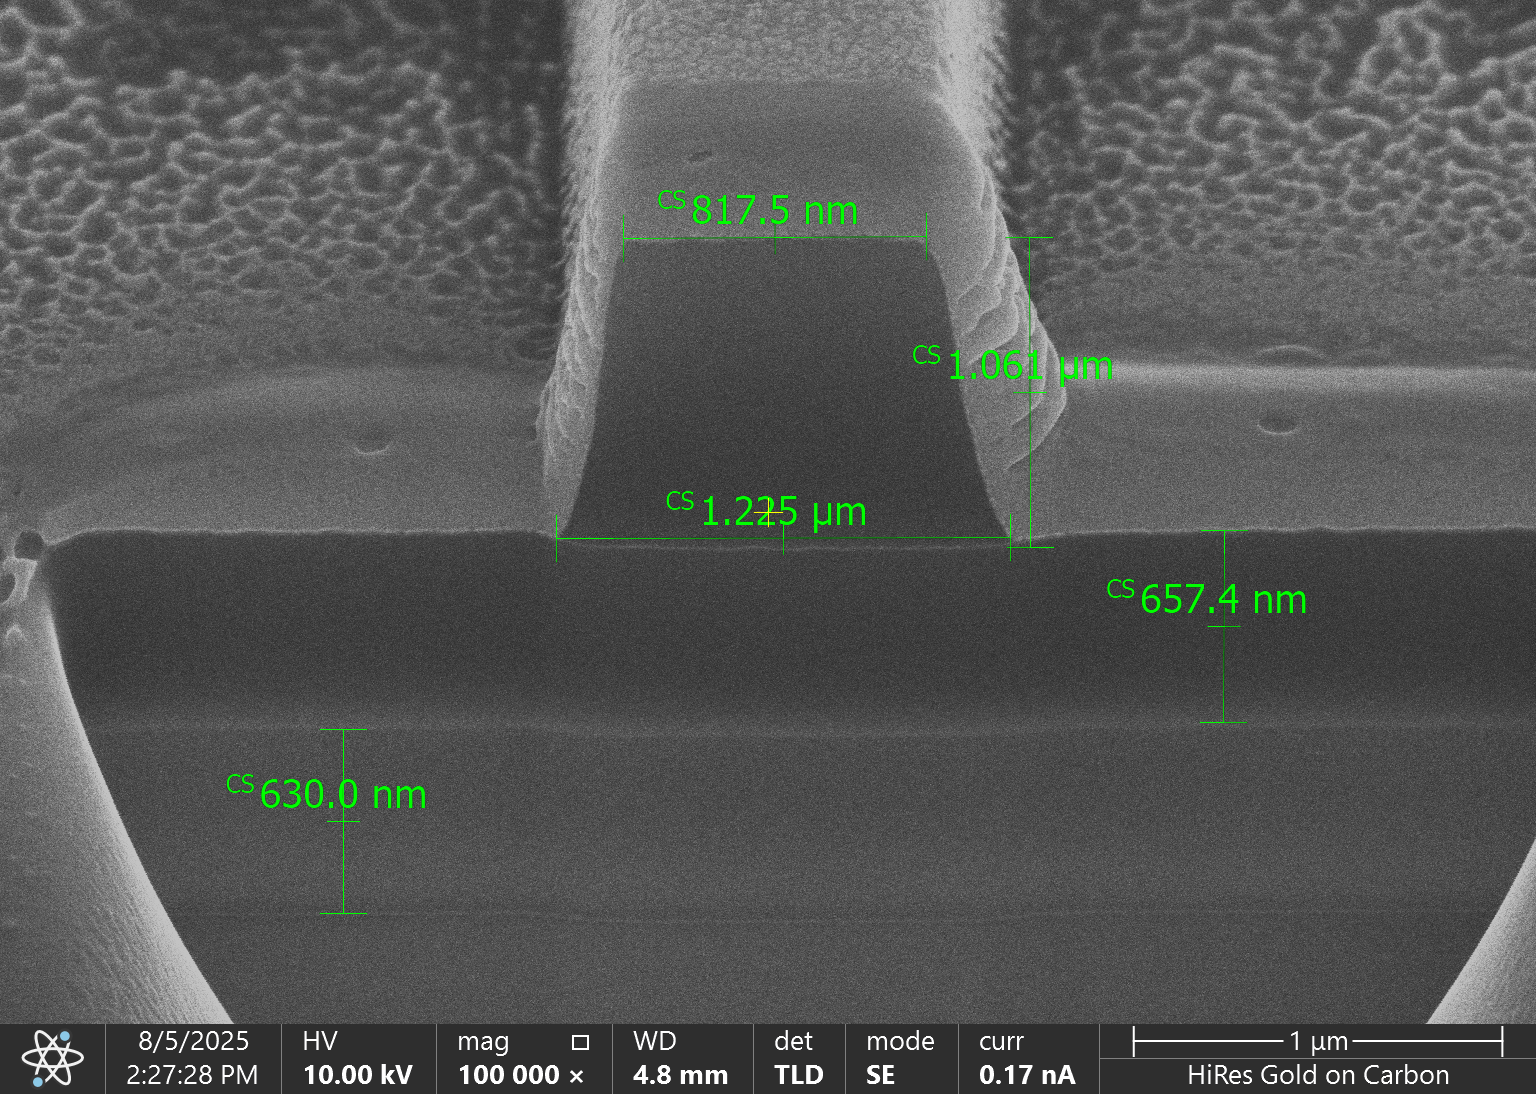 CS 817.5 nm
CS 1.061 µm
CS 1.225 µm
CS 657.4 nm
CS 630.0 nm
8/5/2025 HV mag WD det mode curr 1 µm
2:27:28 PM 10.00 kV 100 000 × 4.8 mm TLD SE 0.17 nA HiRes Gold on Carbon